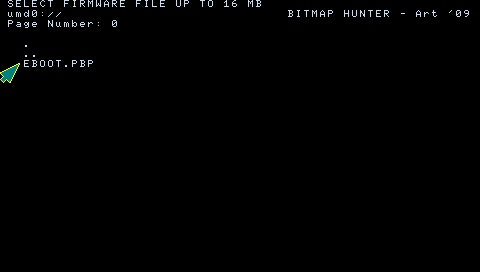 SELECT FIRMWARE FILE UP TO 16 MB
umd0:// BITMAP HUNTER - Art '09
Page Number: 0
.
..
EBOOT.PBP